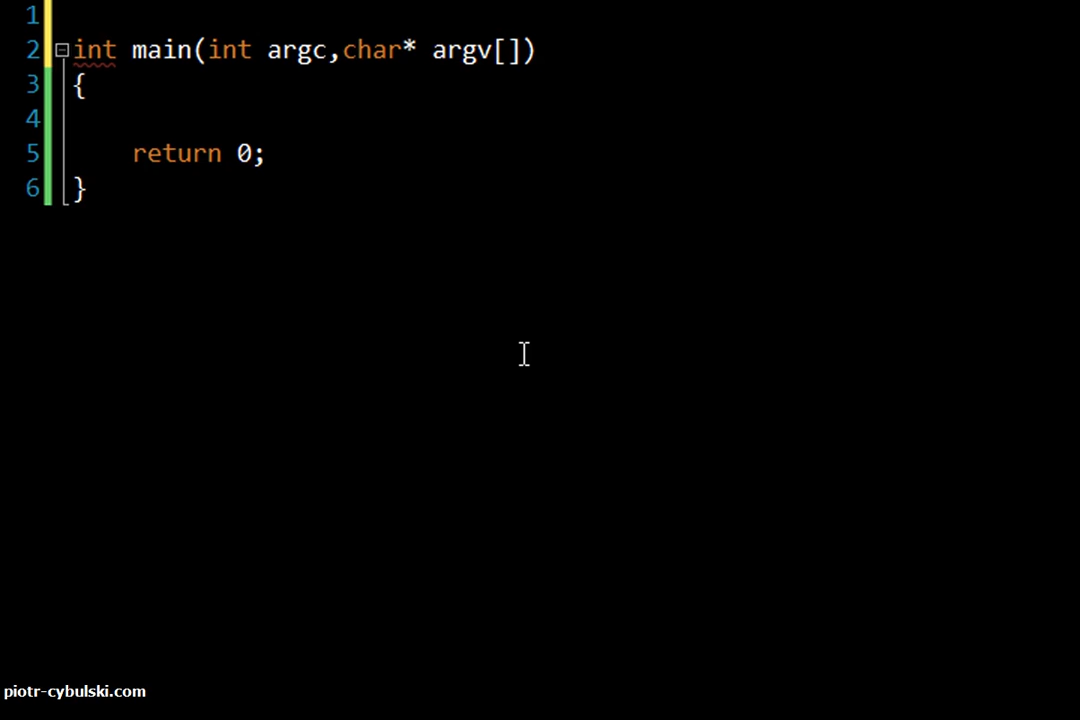 1
2 int main(int argc,char* argv[])
3 {
4
5 return 0;
6 }
piotr-cybulski.com